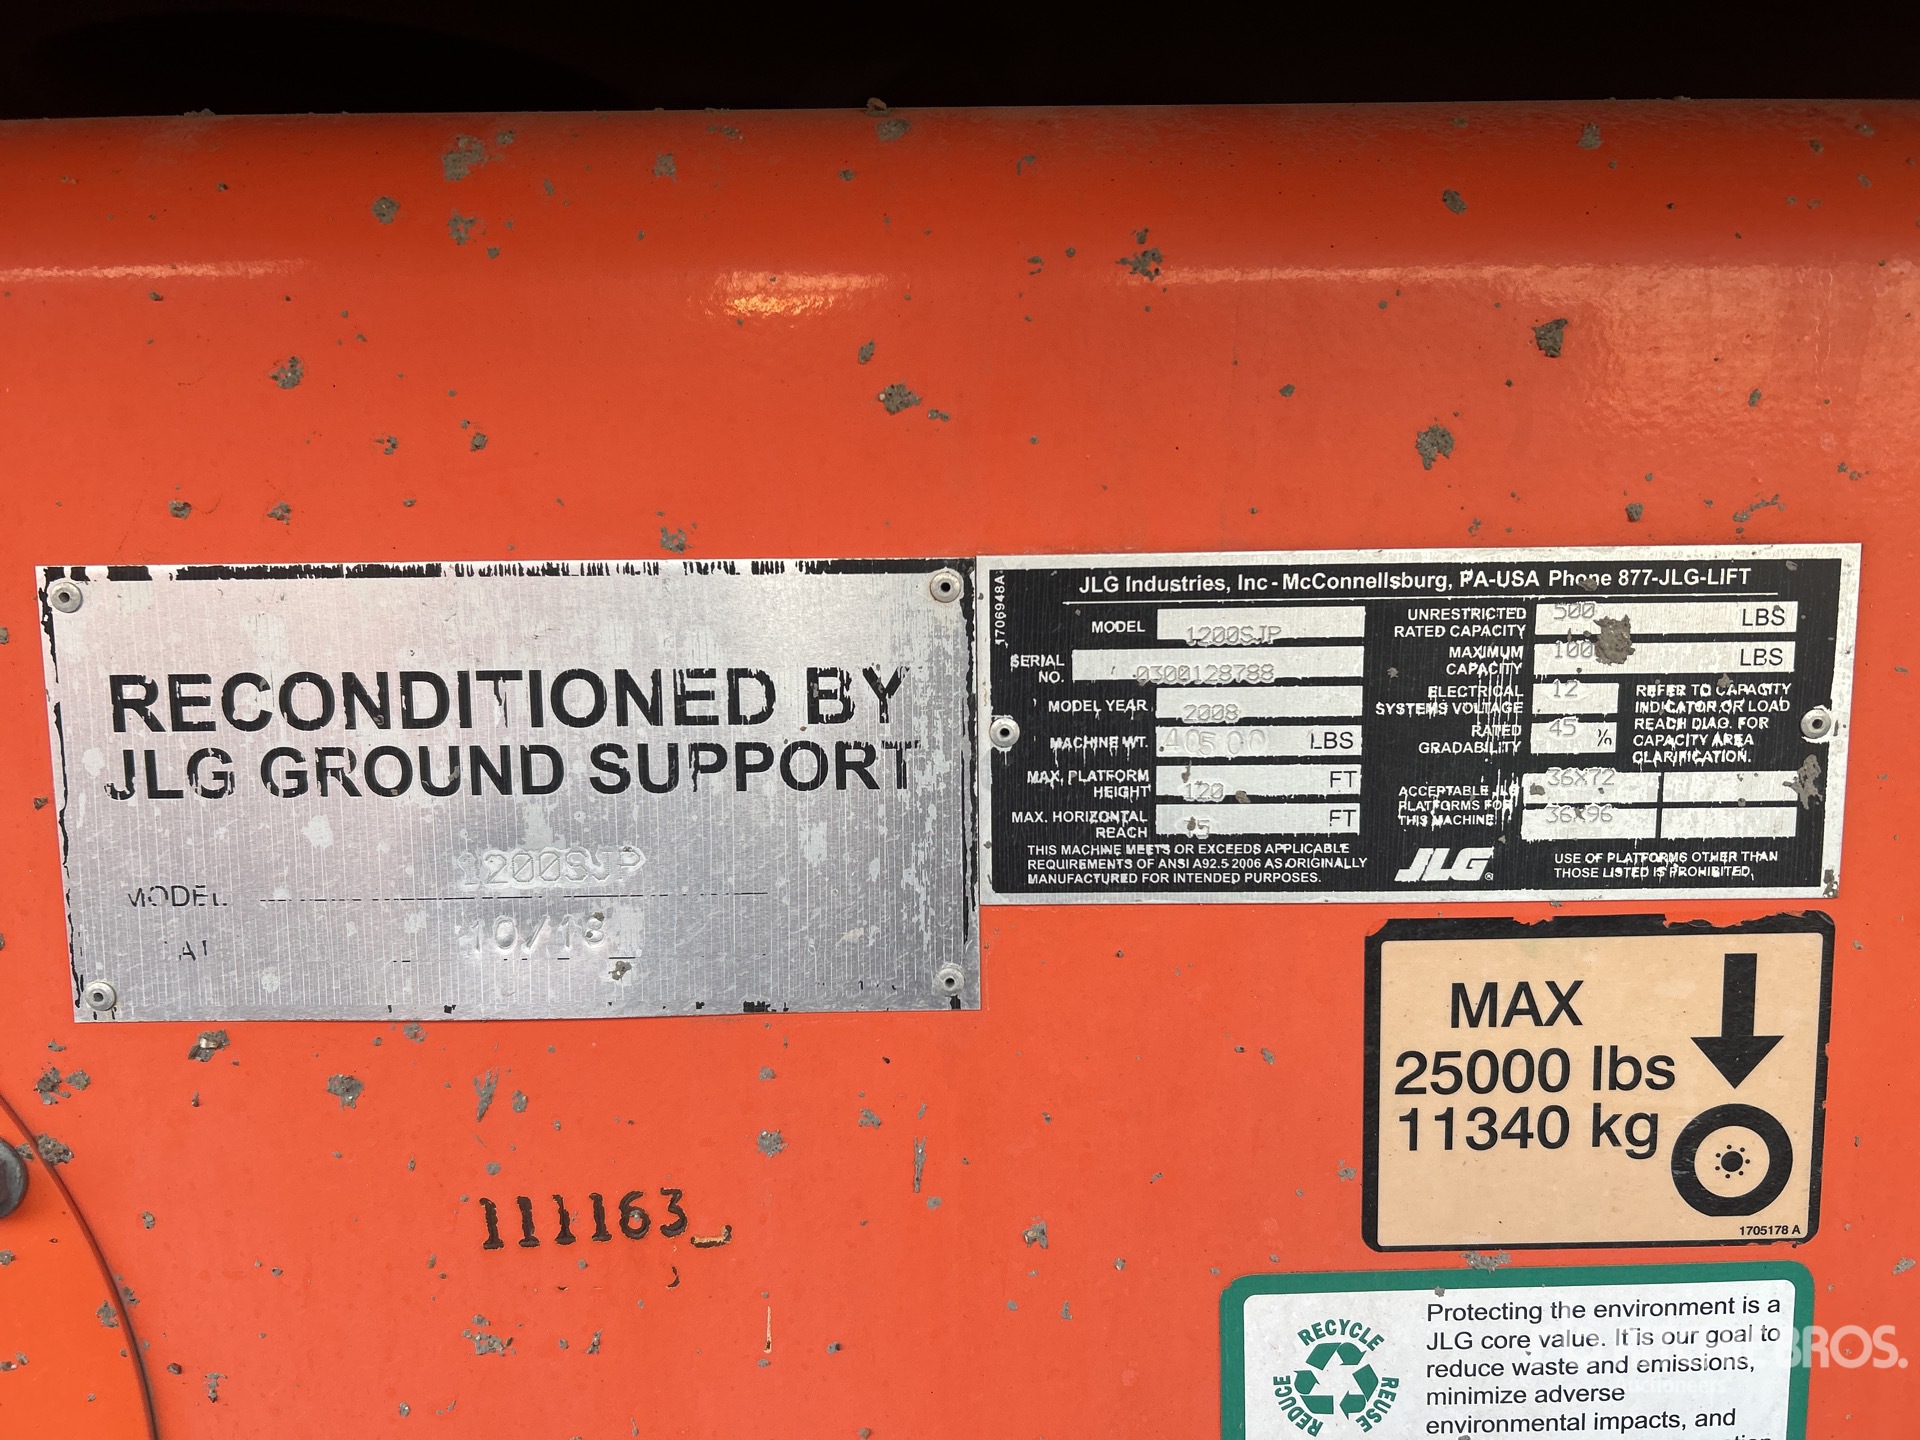 RECONDITIONED BY
JLG GROUND SUPPORT
MODEL 1200SJP
10/13
1706948A
JLG Industries, Inc - McConnellsburg, PA-USA Phone 877-JLG-LIFT
MODEL 1200SJP
SERIAL NO. 0300128788
MODEL YEAR 2008
MACHINE WT. 40500 LBS
MAX. PLATFORM HEIGHT 120 FT
MAX. HORIZONTAL REACH FT
THIS MACHINE MEETS OR EXCEEDS APPLICABLE
REQUIREMENTS OF ANSI A92.5 2006 AS ORIGINALLY
MANUFACTURED FOR INTENDED PURPOSES.
UNRESTRICTED RATED CAPACITY 500 LBS
MAXIMUM CAPACITY LBS
ELECTRICAL SYSTEMS VOLTAGE 12
RATED GRADABILITY 45 %
REFER TO CAPACITY
INDICATOR OR LOAD
REACH DIAG. FOR
CAPACITY AREA
CLARIFICATION.
ACCEPTABLE JLG
PLATFORMS FOR
THIS MACHINE
36X72
36X96
JLG®
USE OF PLATFORMS OTHER THAN
THOSE LISTED IS PROHIBITED.
MAX
25000 lbs
11340 kg
1705178 A
111163
RECYCLE
REUSE
REDUCE
Protecting the environment is a
JLG core value. It is our goal to
reduce waste and emissions,
minimize adverse
environmental impacts, and
BROS.
Auctioneers